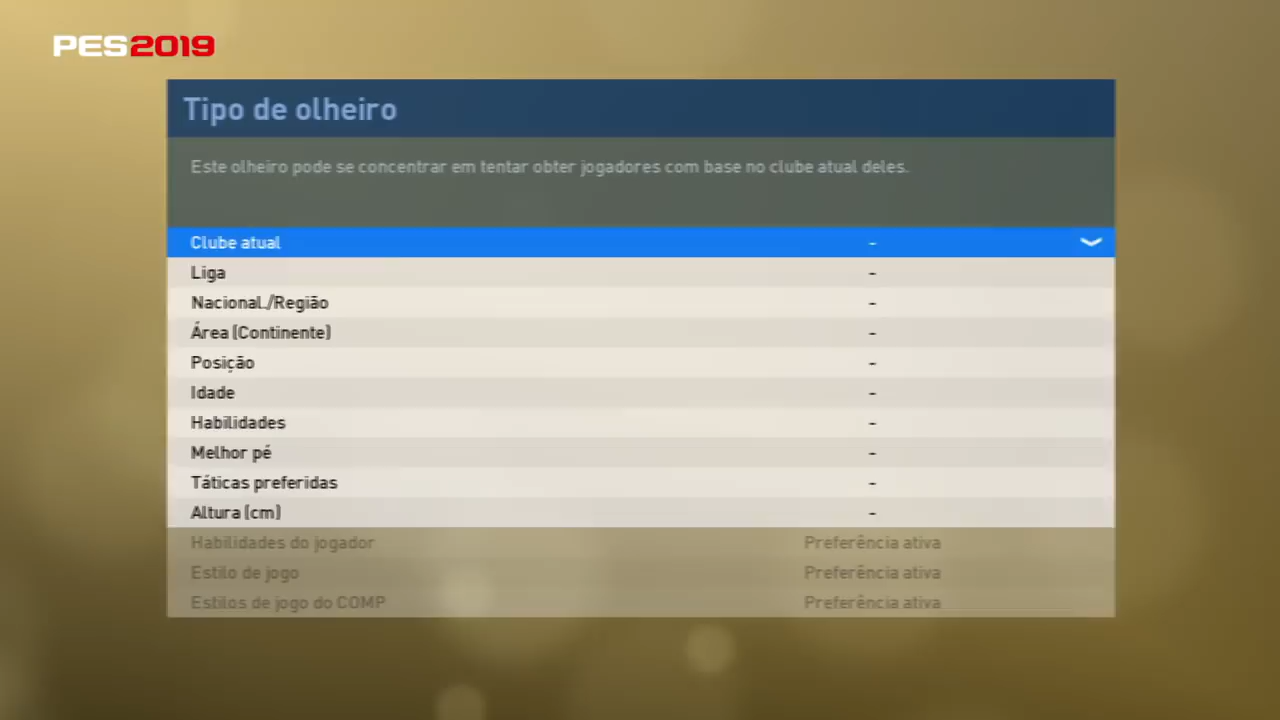 PES2019
Tipo de olheiro
Este olheiro pode se concentrar em tentar obter jogadores com base no clube atual deles.
Clube atual -
Liga -
Nacional./Região -
Área (Continente) -
Posição -
Idade -
Habilidades -
Melhor pé -
Táticas preferidas -
Altura (cm) -
Habilidades do jogador Preferência ativa
Estilo de jogo Preferência ativa
Estilos de jogo do COMP Preferência ativa